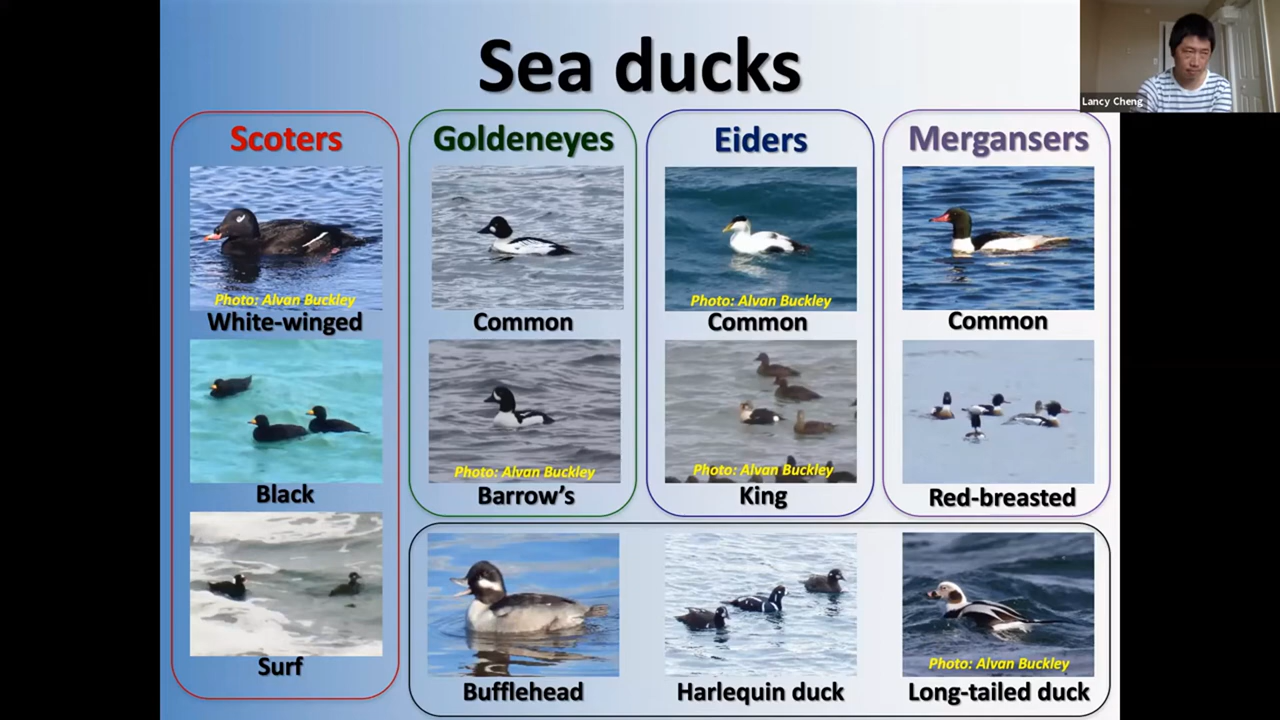 Sea ducks
Lancy Cheng
Scoters
Goldeneyes
Eiders
Mergansers
Photo: Alvan Buckley
White-winged
Common
Photo: Alvan Buckley
Common
Common
Black
Photo: Alvan Buckley
Barrow's
Photo: Alvan Buckley
King
Red-breasted
Surf
Bufflehead
Harlequin duck
Photo: Alvan Buckley
Long-tailed duck